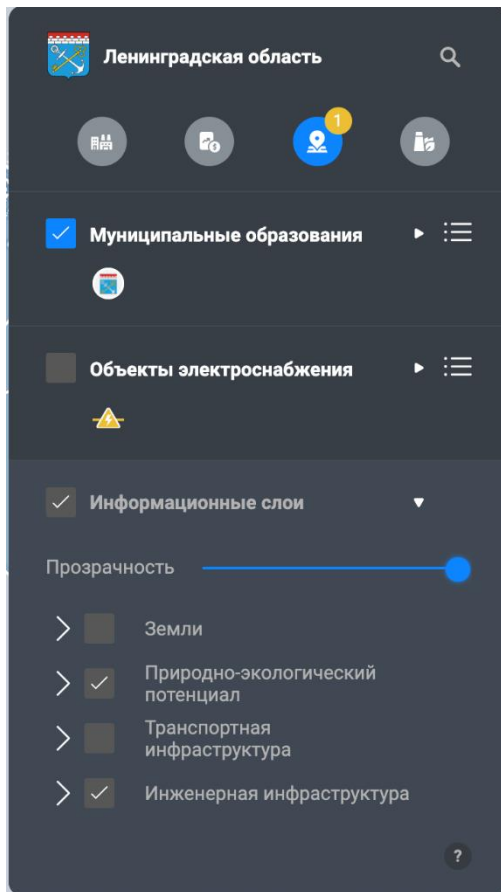 Ленинградская область
1
Муниципальные образования
Объекты электроснабжения
Информационные слои
Прозрачность
Земли
Природно-экологический
потенциал
Транспортная
инфраструктура
Инженерная инфраструктура
?